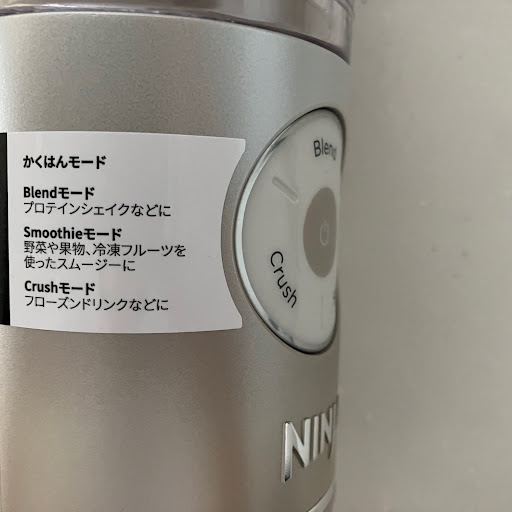 かくはんモード
Blendモード
プロテインシェイクなどに
Smoothieモード
野菜や果物、冷凍フルーツを
使ったスムージーに
Crushモード
フローズンドリンクなどに
Blend
Crush
NINJ